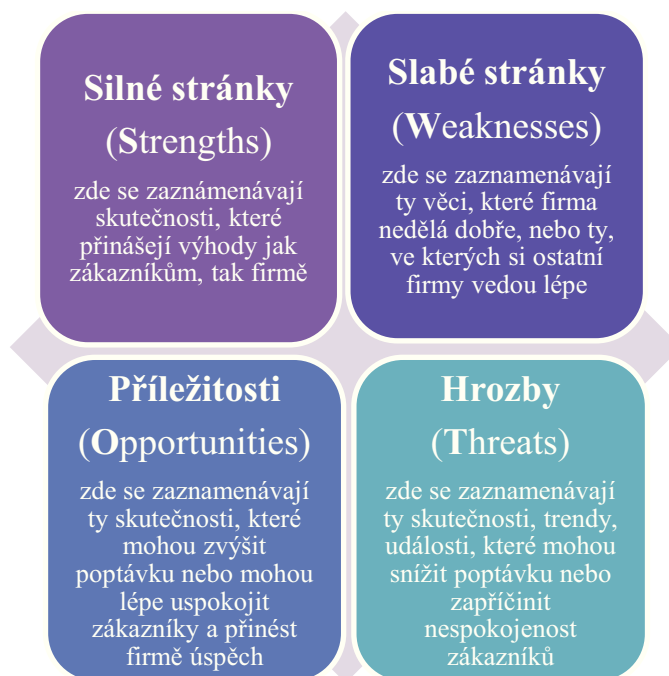 Silné stránky
(Strengths)
zde se zaznámenávají
skutečnosti, které
přinášejí výhody jak
zákazníkům, tak firmě
Slabé stránky
(Weaknesses)
zde se zaznamenávají
ty věci, které firma
nedělá dobře, nebo ty,
ve kterých si ostatní
firmy vedou lépe
Příležitosti
(Opportunities)
zde se zaznamenávají
ty skutečnosti, které
mohou zvýšit
poptávku nebo mohou
lépe uspokojit
zákazníky a přinést
firmě úspěch
Hrozby
(Threats)
zde se zaznamenávají
ty skutečnosti, trendy,
události, které mohou
snížit poptávku nebo
zapříčinit
nespokojenost
zákazníků